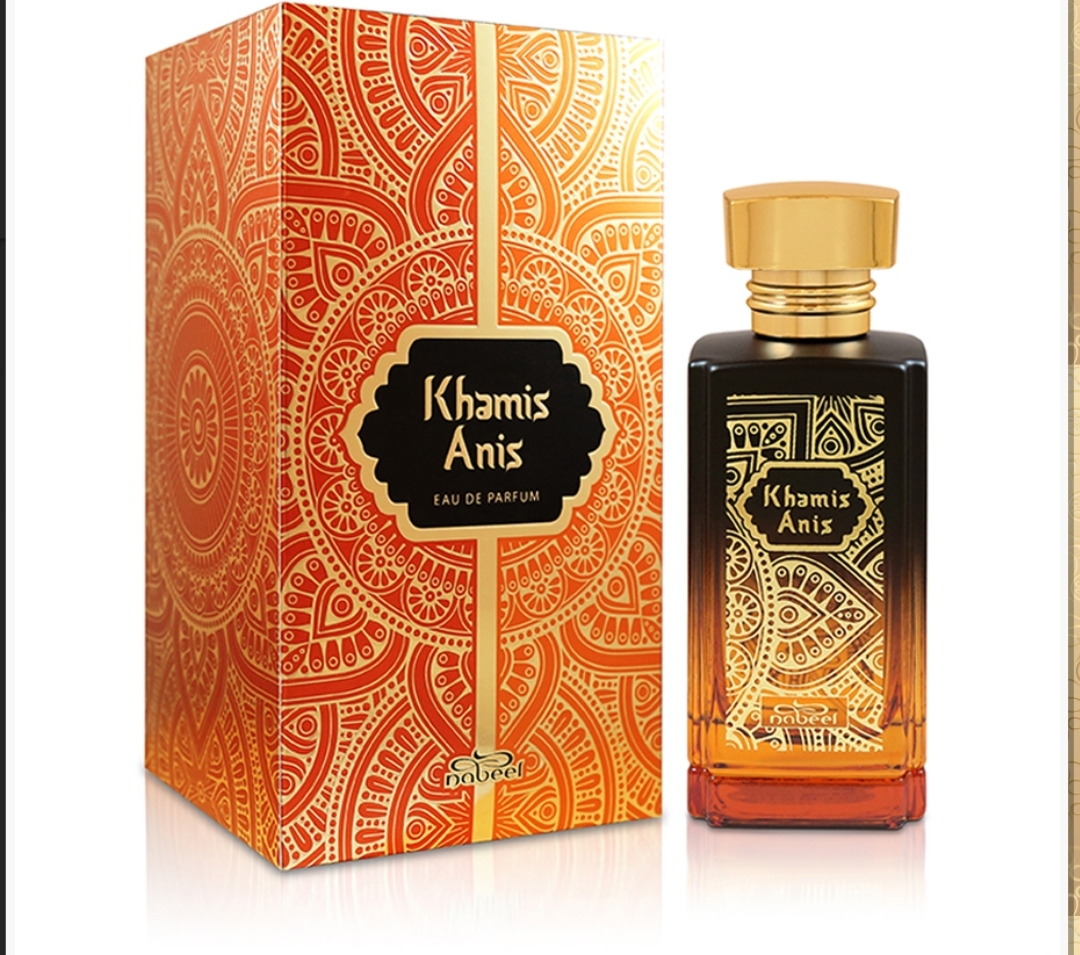 Khamis
Anis
EAU DE PARFUM
nabeel
Khamis
Anis
nabeel